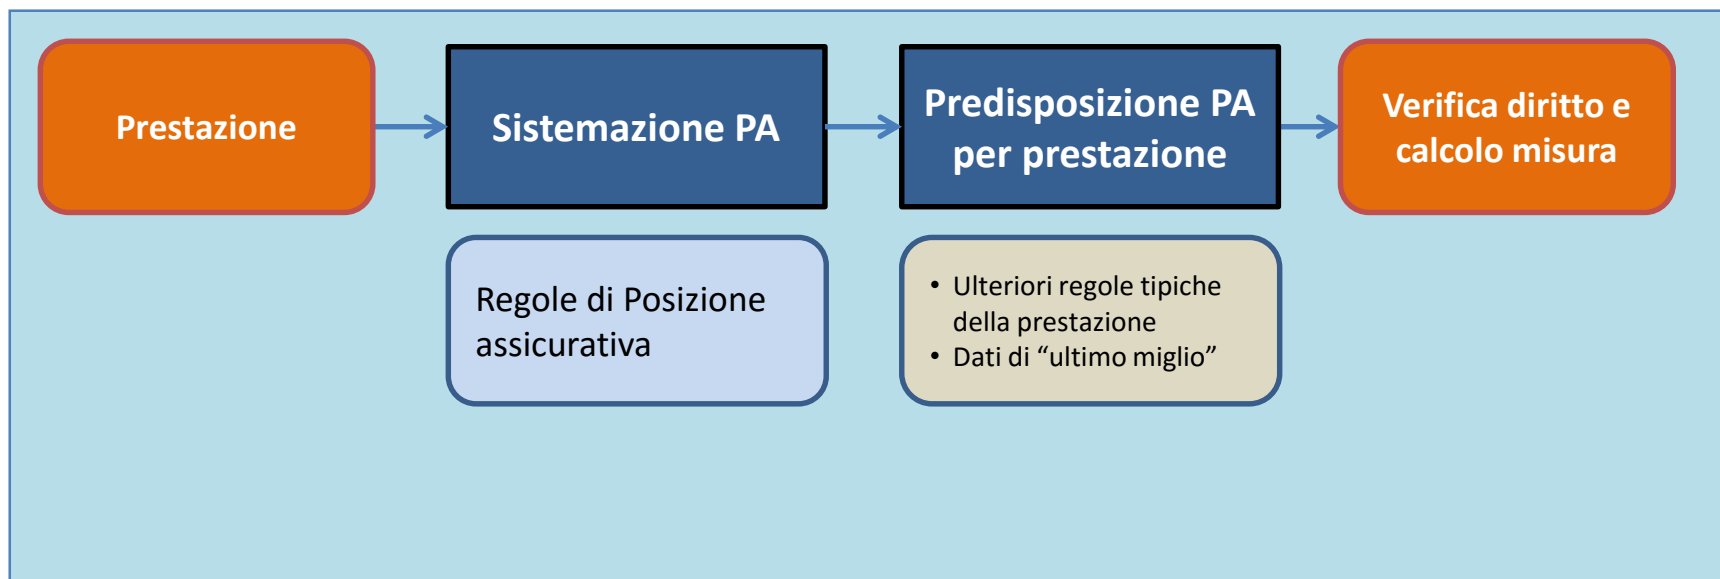 Prestazione
Sistemazione PA
Predisposizione PA
per prestazione
Verifica diritto e
calcolo misura
Regole di Posizione
assicurativa
• Ulteriori regole tipiche
della prestazione
• Dati di “ultimo miglio”